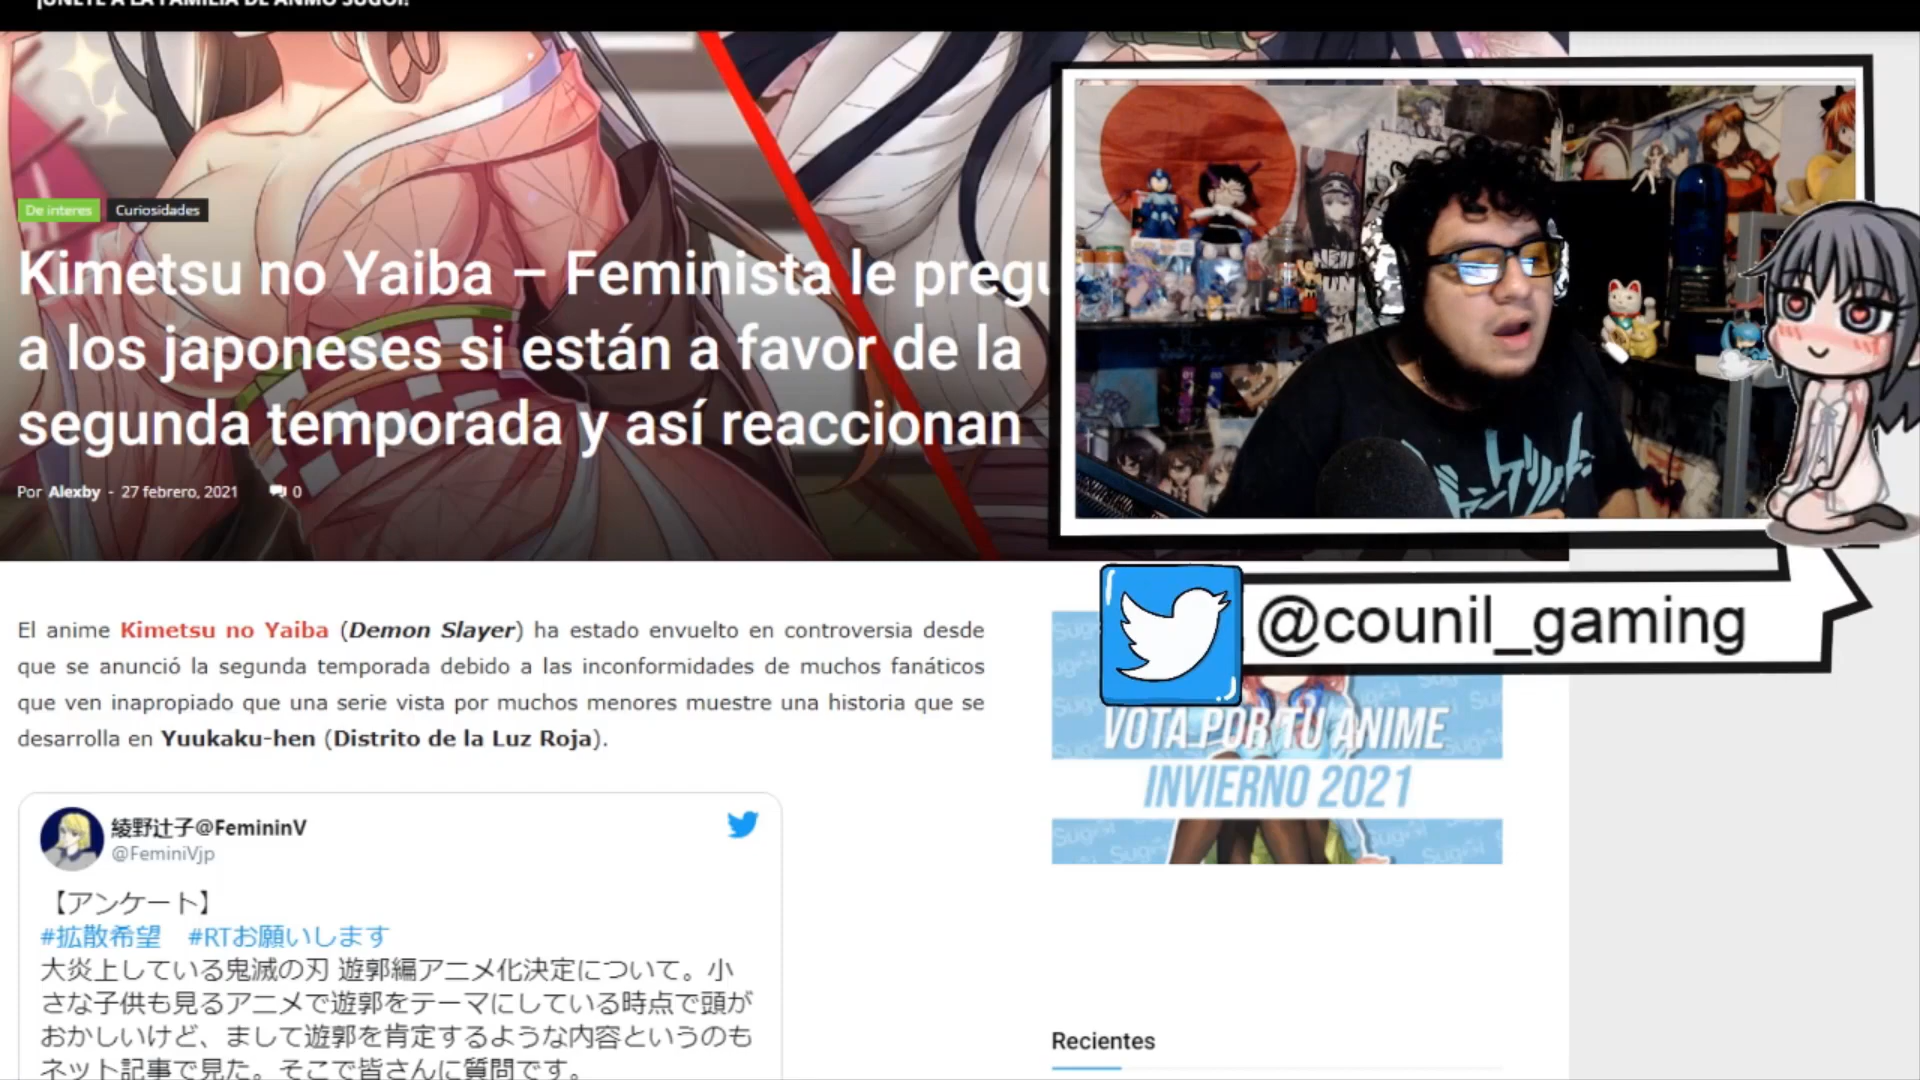 ¡ÚNETE A LA FAMILIA DE ANMO SUGOI!
De interes
Curiosidades
Kimetsu no Yaiba – Feminista le
a los japoneses si están a favor de la
segunda temporada y así reaccionan
Por Alexby - 27 febrero, 2021 0
El anime Kimetsu no Yaiba (Demon Slayer) ha estado envuelto en controversia desde
que se anunció la segunda temporada debido a las inconformidades de muchos fanáticos
que ven inapropiado que una serie vista por muchos menores muestre una historia que se
desarrolla en Yuukaku-hen (Distrito de la Luz Roja).
綾野辻子@FemininV
@FeminiVjp
【アンケート】
#拡散希望 #RTお願いします
大炎上している鬼滅の刃 遊郭編アニメ化決定について。小
さな子供も見るアニメで遊郭をテーマにしている時点で頭が
おかしいけど、まして遊郭を肯定するような内容というのも
ネット記事で見た。そこで皆さんに質問です。
@counil_gaming
VOTA POR TU ANIME
INVIERNO 2021
Recientes